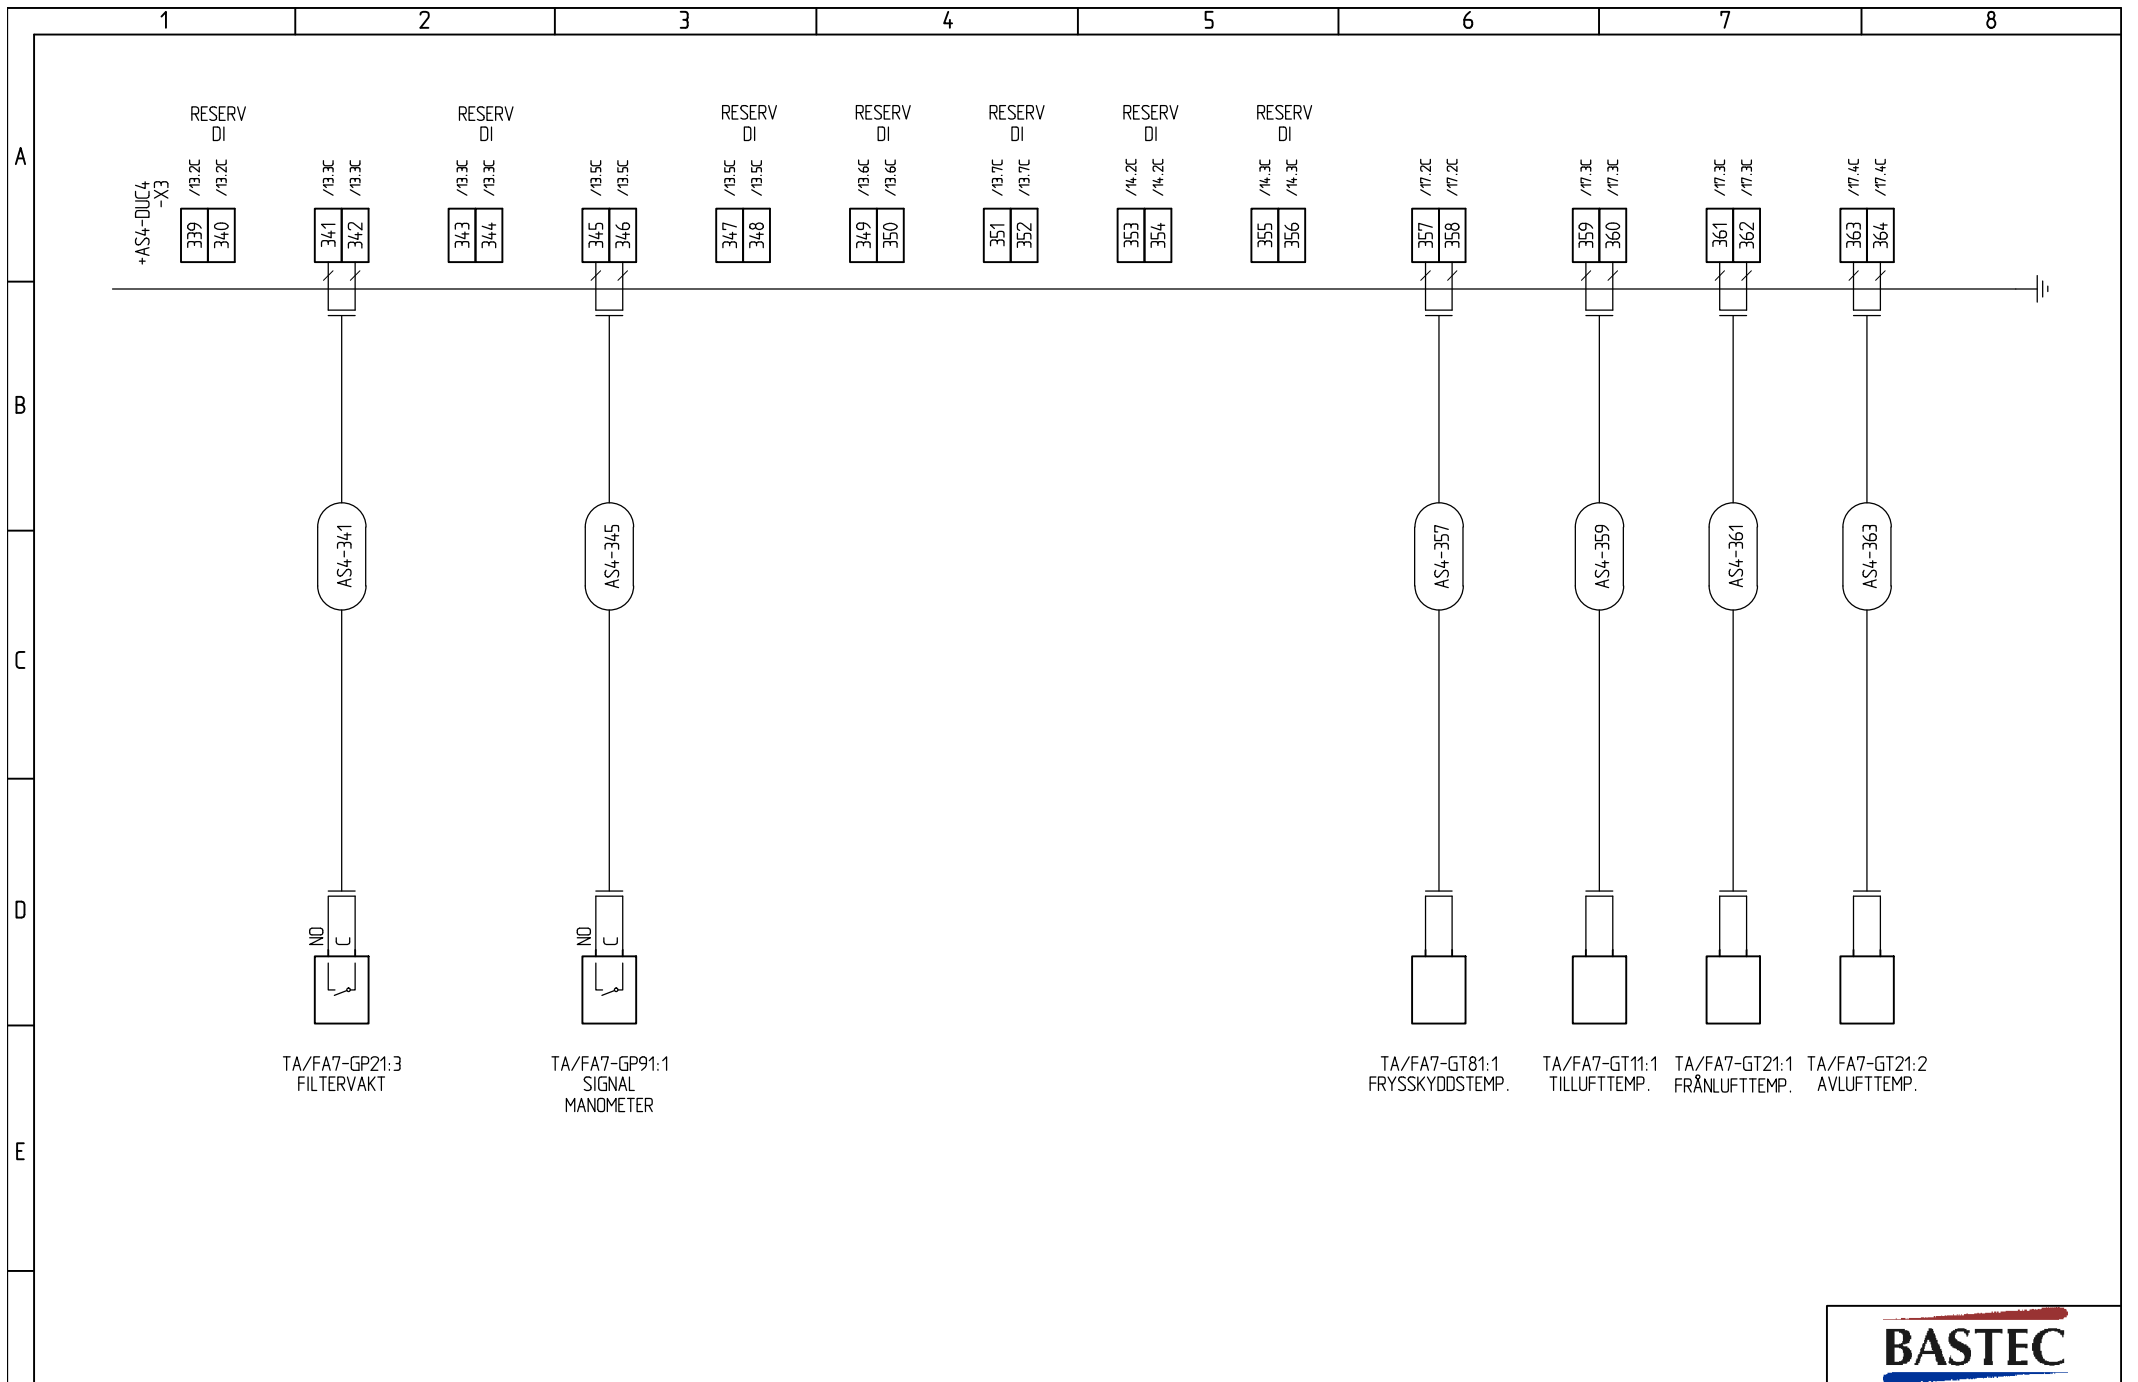 1 2 3 4 5 6 7 8
A
B
C
D
E
RESERV
DI
RESERV
DI
RESERV
DI
RESERV
DI
RESERV
DI
RESERV
DI
RESERV
DI
+AS4-DUC4
-X3
/13.2C
/13.2C
/13.3C
/13.3C
/13.3C
/13.3C
/13.5C
/13.5C
/13.5C
/13.5C
/13.6C
/13.6C
/13.7C
/13.7C
/14.2C
/14.2C
/14.3C
/14.3C
/17.2C
/17.2C
/17.3C
/17.3C
/17.3C
/17.3C
/17.4C
/17.4C
339
340
341
342
343
344
345
346
347
348
349
350
351
352
353
354
355
356
357
358
359
360
361
362
363
364
AS4-341
AS4-345
AS4-357
AS4-359
AS4-361
AS4-363
NO
C
NO
C
TA/FA7-GP21:3
FILTERVAKT
TA/FA7-GP91:1
SIGNAL
MANOMETER
TA/FA7-GT81:1
FRYSSKYDDSTEMP.
TA/FA7-GT11:1
TILLUFTTEMP.
TA/FA7-GT21:1
FRÅNLUFTTEMP.
TA/FA7-GT21:2
AVLUFTTEMP.
BASTEC